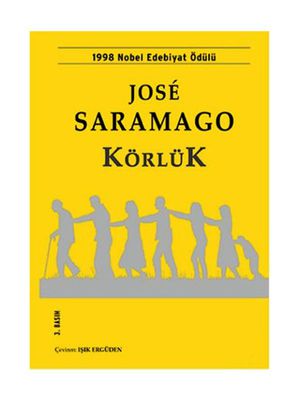 1998 Nobel Edebiyat Ödülü
JOSÉ
SARAMAGO
KÖRLÜK
3. BASIM
Çeviren: IŞIK ERGÜDEN